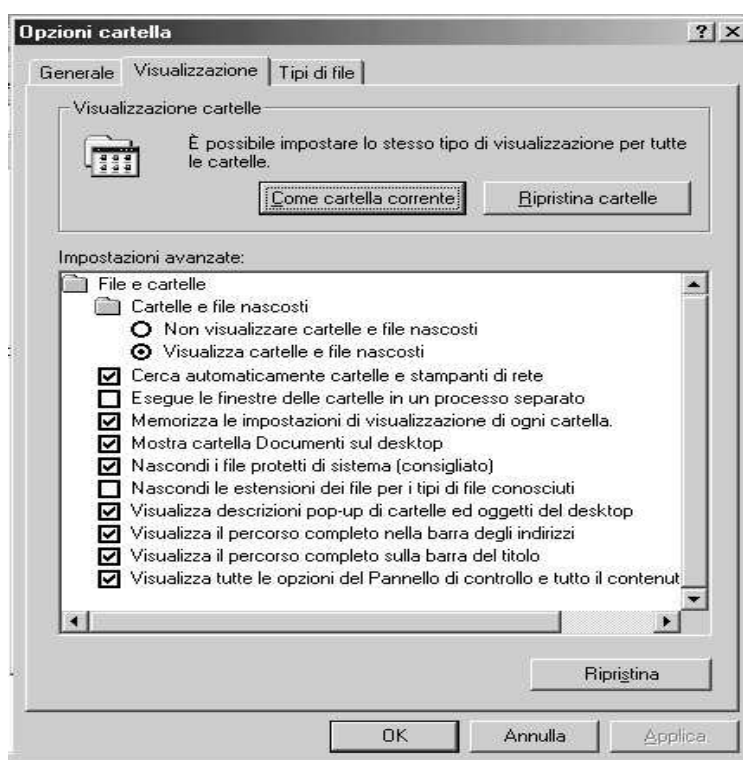 Opzioni cartella
Generale Visualizzazione Tipi di file
Visualizzazione cartelle
È possibile impostare lo stesso tipo di visualizzazione per tutte
le cartelle.
Come cartella corrente Ripristina cartelle
Impostazioni avanzate:
File e cartelle
Cartelle e file nascosti
Non visualizzare cartelle e file nascosti
Visualizza cartelle e file nascosti
Cerca automaticamente cartelle e stampanti di rete
Esegue le finestre delle cartelle in un processo separato
Memorizza le impostazioni di visualizzazione di ogni cartella.
Mostra cartella Documenti sul desktop
Nascondi i file protetti di sistema (consigliato)
Nascondi le estensioni dei file per i tipi di file conosciuti
Visualizza descrizioni pop-up di cartelle ed oggetti del desktop
Visualizza il percorso completo nella barra degli indirizzi
Visualizza il percorso completo sulla barra del titolo
Visualizza tutte le opzioni del Pannello di controllo e tutto il contenut
Ripristina
OK Annulla Applica